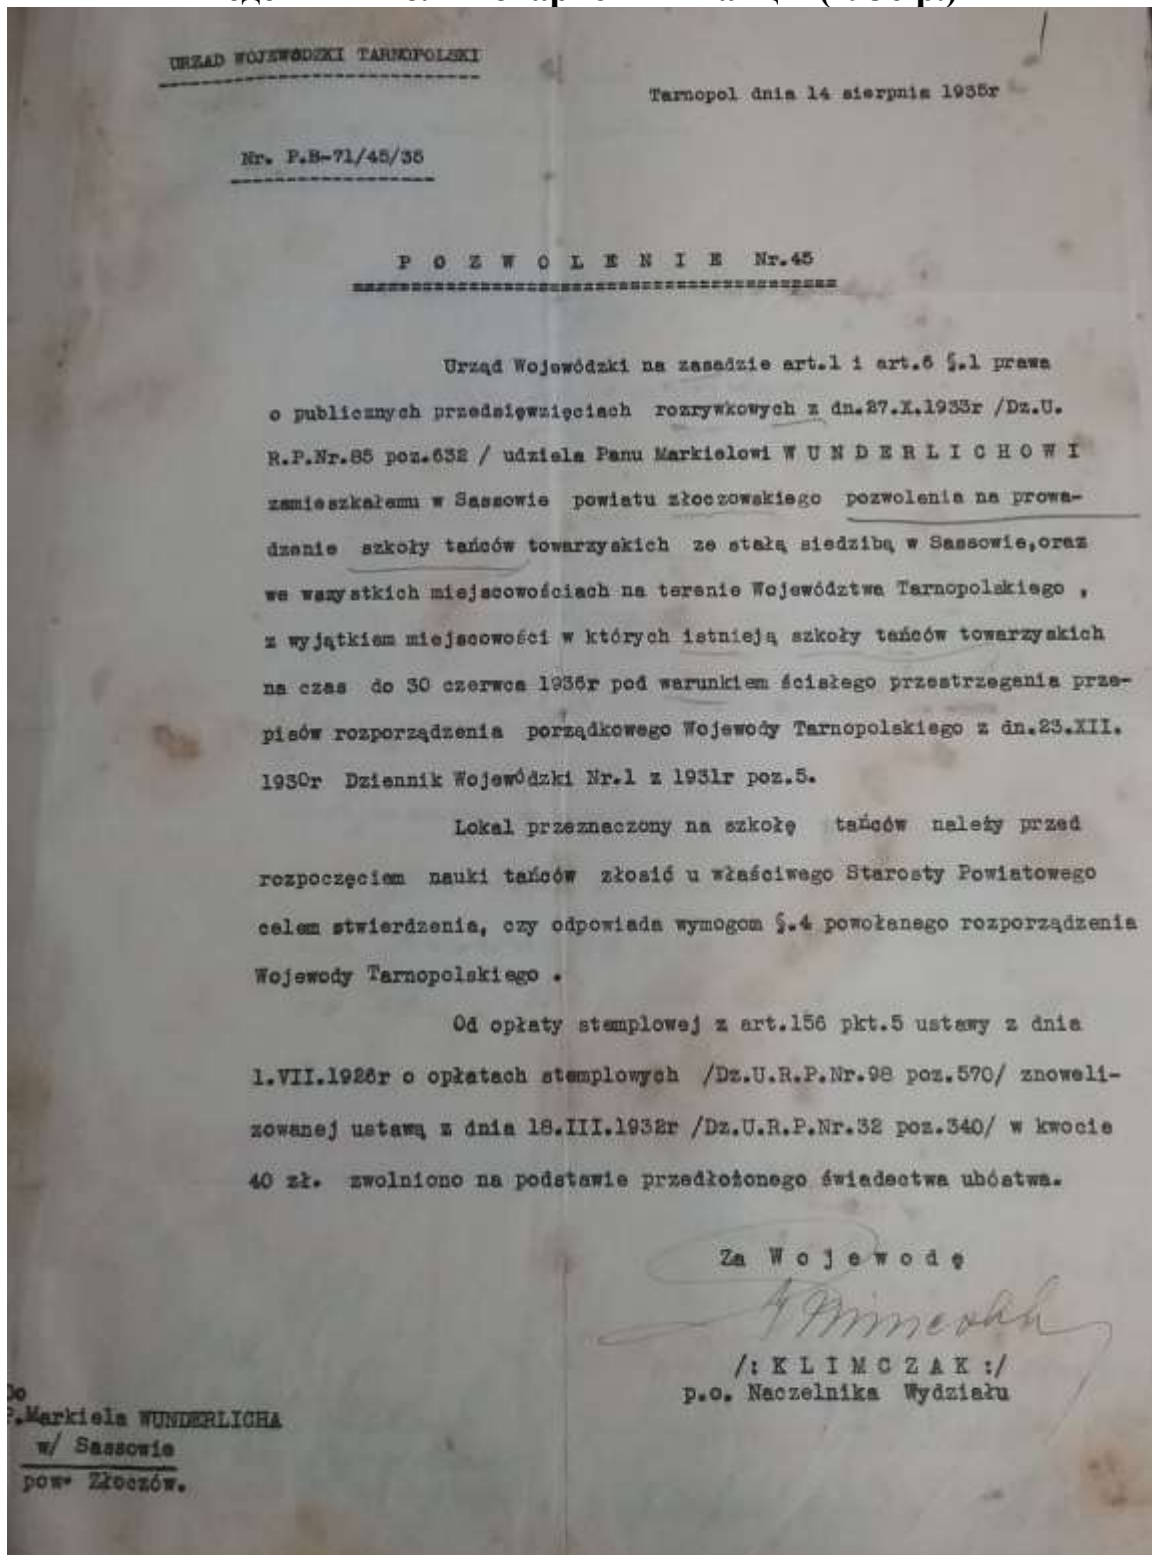 URZAD WOJEWÓDZKI TARNOPOLSKI
Tarnopol dnia 14 sierpnia 1935r
Nr. P.B-71/45/35
P O Z W O L E N I E Nr.45
Urząd Wojewódzki na zasadzie art.1 i art.6 §.1 prawa
o publicznych przedsięwzięciach rozrywkowych z dn.27.X.1933r /Dz.U.
R.P.Nr.85 poz.632 / udziela Panu Markielowi W U N D E R L I C H O W I
zamieszkałemu w Sassowie powiatu złoczowskiego pozwolenia na prowa-
dzenie szkoły tańców towarzyskich ze stałą siedzibą w Sassowie,oraz
we wszystkich miejscowościach na terenie Województwa Tarnopolskiego ,
z wyjątkiem miejscowości w których istnieją szkoły tańców towarzyskich
na czas do 30 czerwca 1936r pod warunkiem ścisłego przestrzegania prze-
pisów rozporządzenia porządkowego Wojewody Tarnopolskiego z dn.23.XII.
1930r Dziennik Wojewódzki Nr.1 z 1931r poz.5.
Lokal przeznaczony na szkołę tańców należy przed
rozpoczęciem nauki tańców złosić u właściwego Starosty Powiatowego
celem stwierdzenia, czy odpowiada wymogom §.4 powołanego rozporządzenia
Wojewody Tarnopolskiego .
Od opłaty stemplowej z art.156 pkt.5 ustawy z dnia
1.VII.1926r o opłatach stemplowych /Dz.U.R.P.Nr.98 poz.570/ znoweli-
zowanej ustawą z dnia 18.III.1932r /Dz.U.R.P.Nr.32 poz.340/ w kwocie
40 zł. zwolniono na podstawie przedłożonego świadectwa ubóstwa.
Za W o j e w o d ę
/: K L I M C Z A K :/
p.o. Naczelnika Wydziału
Do
P.Markiela WUNDERLICHA
w/ Sassowie
pow. Złoczów.